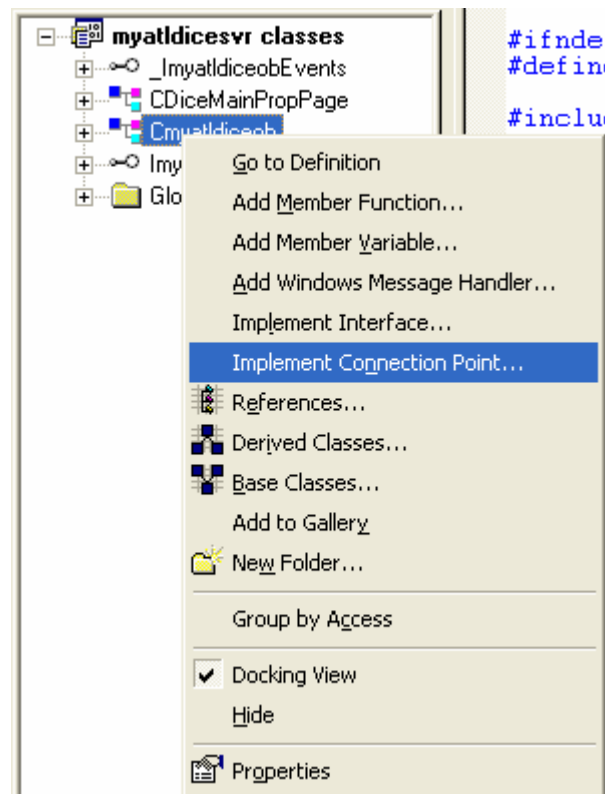 myatldicesvr classes
_ImyatldiceobEvents
CDiceMainPropPage
Cmyatldiceob
Imy
Glo
#ifnde
#defin
#inclu
Go to Definition
Add Member Function...
Add Member Variable...
Add Windows Message Handler...
Implement Interface...
Implement Connection Point...
References...
Derived Classes...
Base Classes...
Add to Gallery
New Folder...
Group by Access
Docking View
Hide
Properties